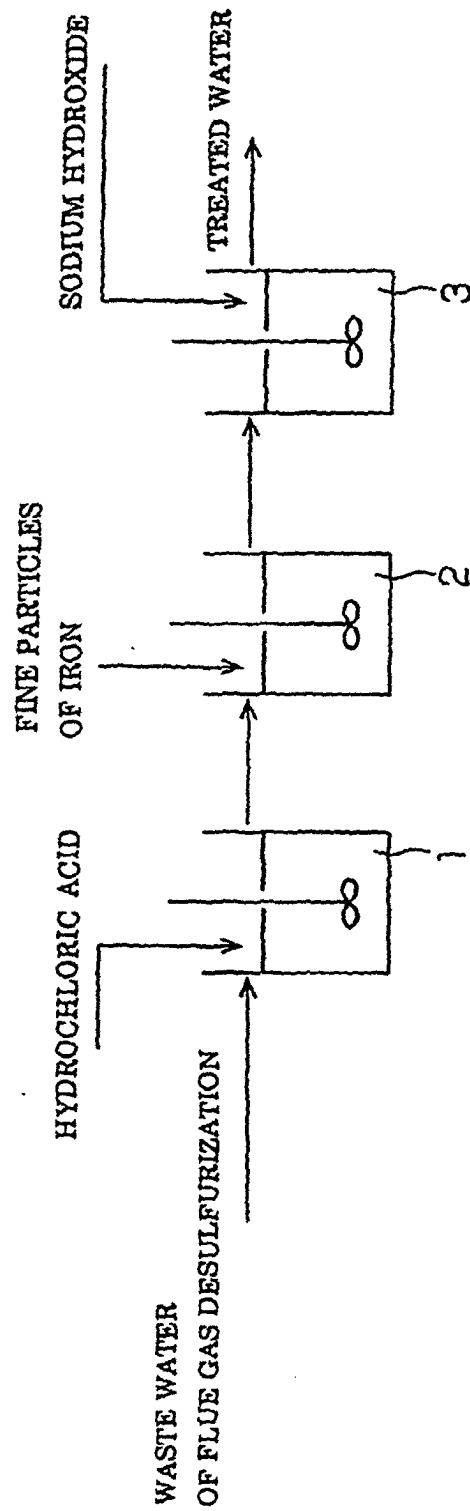 WASTE WATER
OF FLUE GAS DESULFURIZATION
HYDROCHLORIC ACID
1
FINE PARTICLES
OF IRON
2
SODIUM HYDROXIDE
3
TREATED WATER